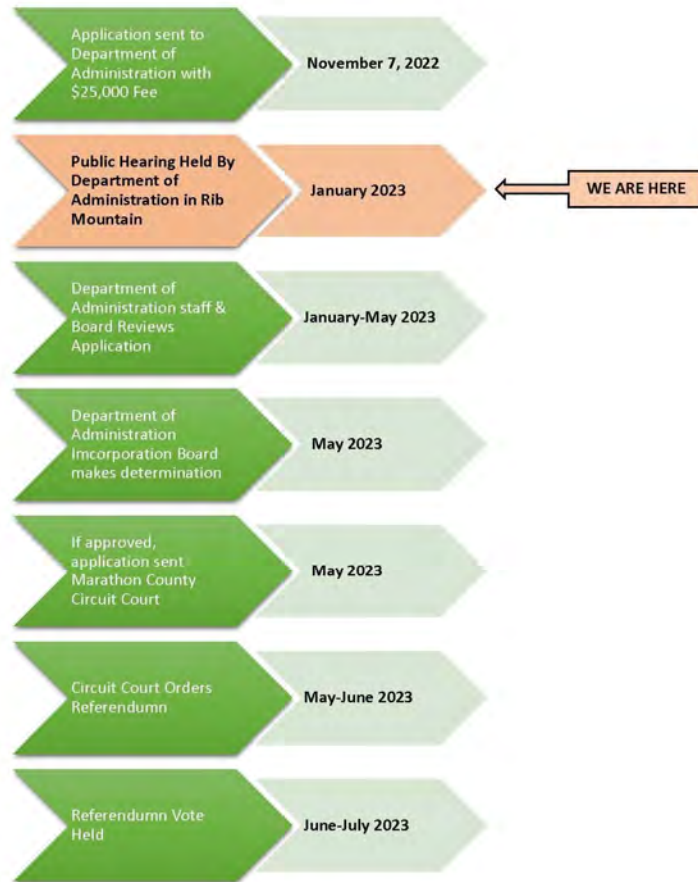 Application sent to
Department of
Administration with
$25,000 Fee
November 7, 2022
Public Hearing Held By
Department of
Administration in Rib
Mountain
January 2023
WE ARE HERE
Department of
Administration staff &
Board Reviews
Application
January-May 2023
Department of
Administration
Imcorporation Board
makes determination
May 2023
If approved,
application sent
Marathon County
Circuit Court
May 2023
Circuit Court Orders
Referendumn
May-June 2023
Referendumn Vote
Held
June-July 2023